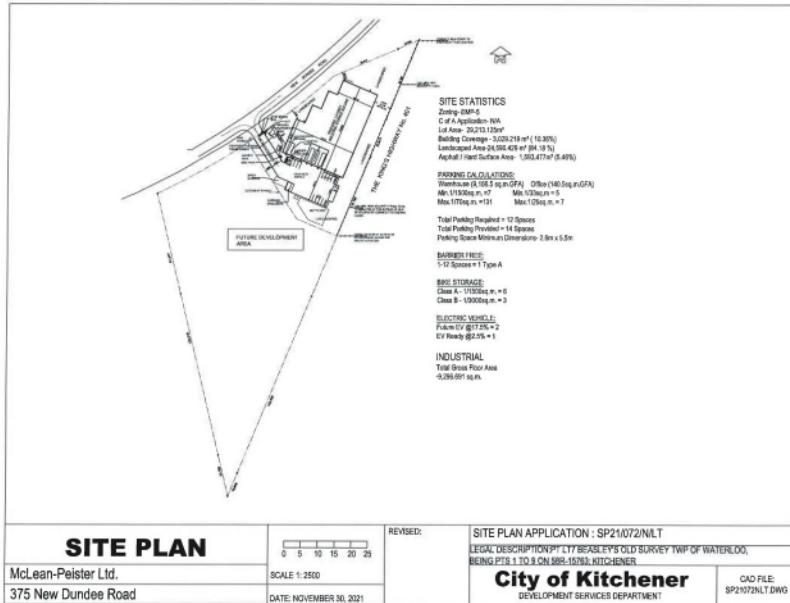 NEW DUNDEE ROAD
THE KING'S HIGHWAY No. 401
FUTURE DEVELOPMENT
AREA
SITE STATISTICS
Zoning- EMP-5
C of A Application- N/A
Lot Area- 29,213.125m²
Building Coverage - 3,029.219 m² ( 10.36%)
Landscaped Area-24,590.429 m² (84.18 %)
Asphalt / Hard Surface Area- 1,593.477m² (5.46%)
PARKING CALCULATIONS:
Warehouse (9,156.5 sq.m.GFA) Office (140.5sq.m.GFA)
Min.1/1500sq.m. =7 Min.1/33sq.m = 5
Max.1/70sq.m. =131 Max.1/25sq.m. = 7
Total Parking Required = 12 Spaces
Total Parking Provided = 14 Spaces
Parking Space Minimum Dimensions- 2.6m x 5.5m
BARRIER FREE:
1-12 Spaces = 1 Type A
BIKE STORAGE:
Class A - 1/1500sq.m. = 6
Class B - 1/3000sq.m. = 3
ELECTRIC VEHICLE:
Future EV @17.5% = 2
EV Ready @2.5% = 1
INDUSTRIAL
Total Gross Floor Area
-9,296.691 sq.m.
SITE PLAN
McLean-Peister Ltd.
375 New Dundee Road
0 5 10 15 20 25
SCALE 1: 2500
DATE: NOVEMBER 30, 2021
REVISED:
SITE PLAN APPLICATION : SP21/072/N/LT
LEGAL DESCRIPTION:PT LT7 BEASLEY'S OLD SURVEY TWP OF WATERLOO,
BEING PTS 1 TO 9 ON 58R-15763; KITCHENER
City of Kitchener
DEVELOPMENT SERVICES DEPARTMENT
CAD FILE:
SP21072NLT.DWG